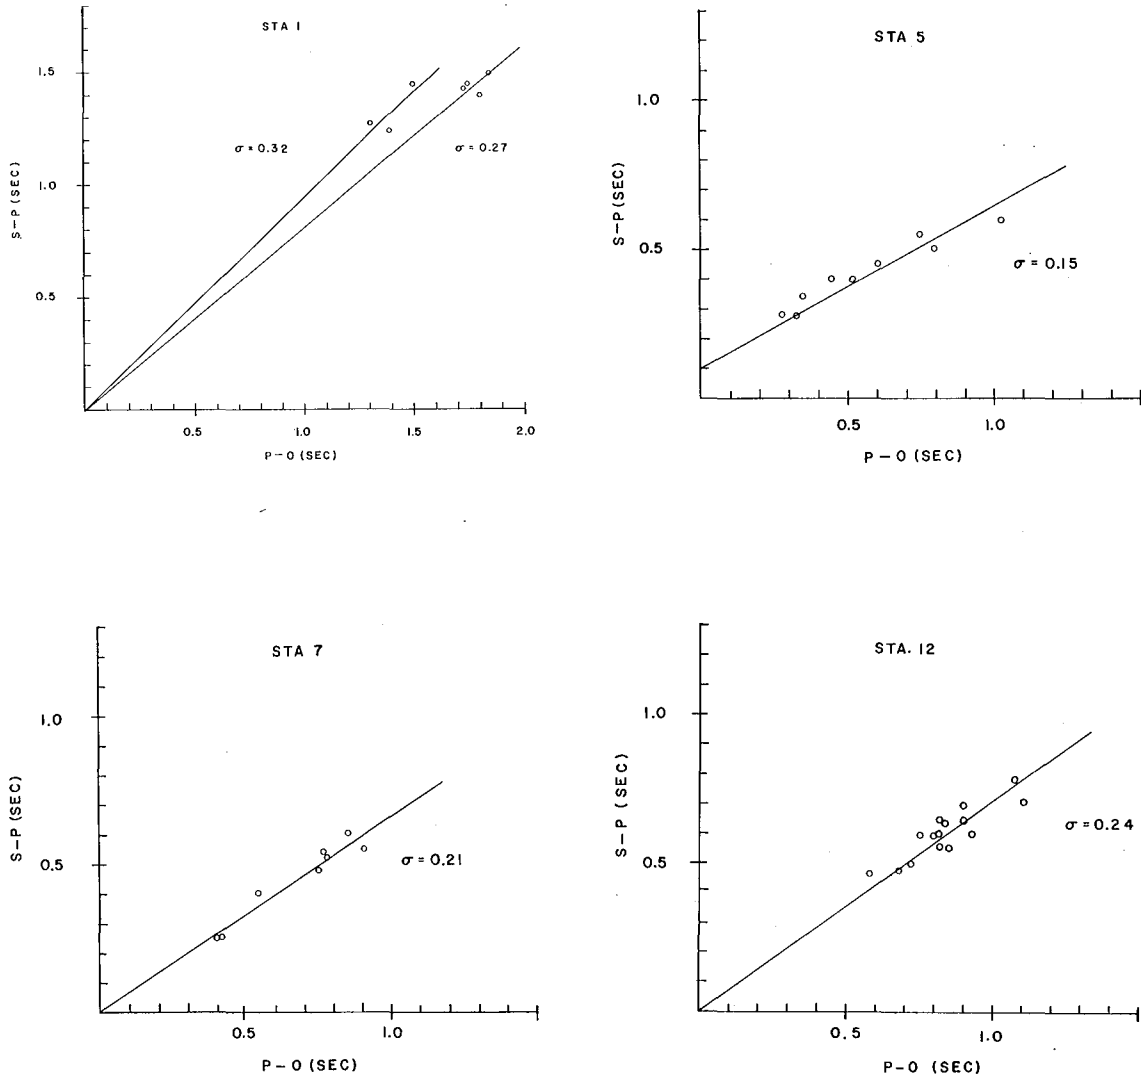 STA 1
1.5
1.0
0.5
S-P (SEC)
σ = 0.32
σ = 0.27
0.5 1.0 1.5 2.0
P-O (SEC)
STA 5
1.0
0.5
S-P (SEC)
σ = 0.15
0.5 1.0
P-O (SEC)
STA 7
1.0
0.5
S-P (SEC)
σ = 0.21
0.5 1.0
P-O (SEC)
STA. 12
1.0
0.5
S-P (SEC)
σ = 0.24
0.5 1.0
P-O (SEC)